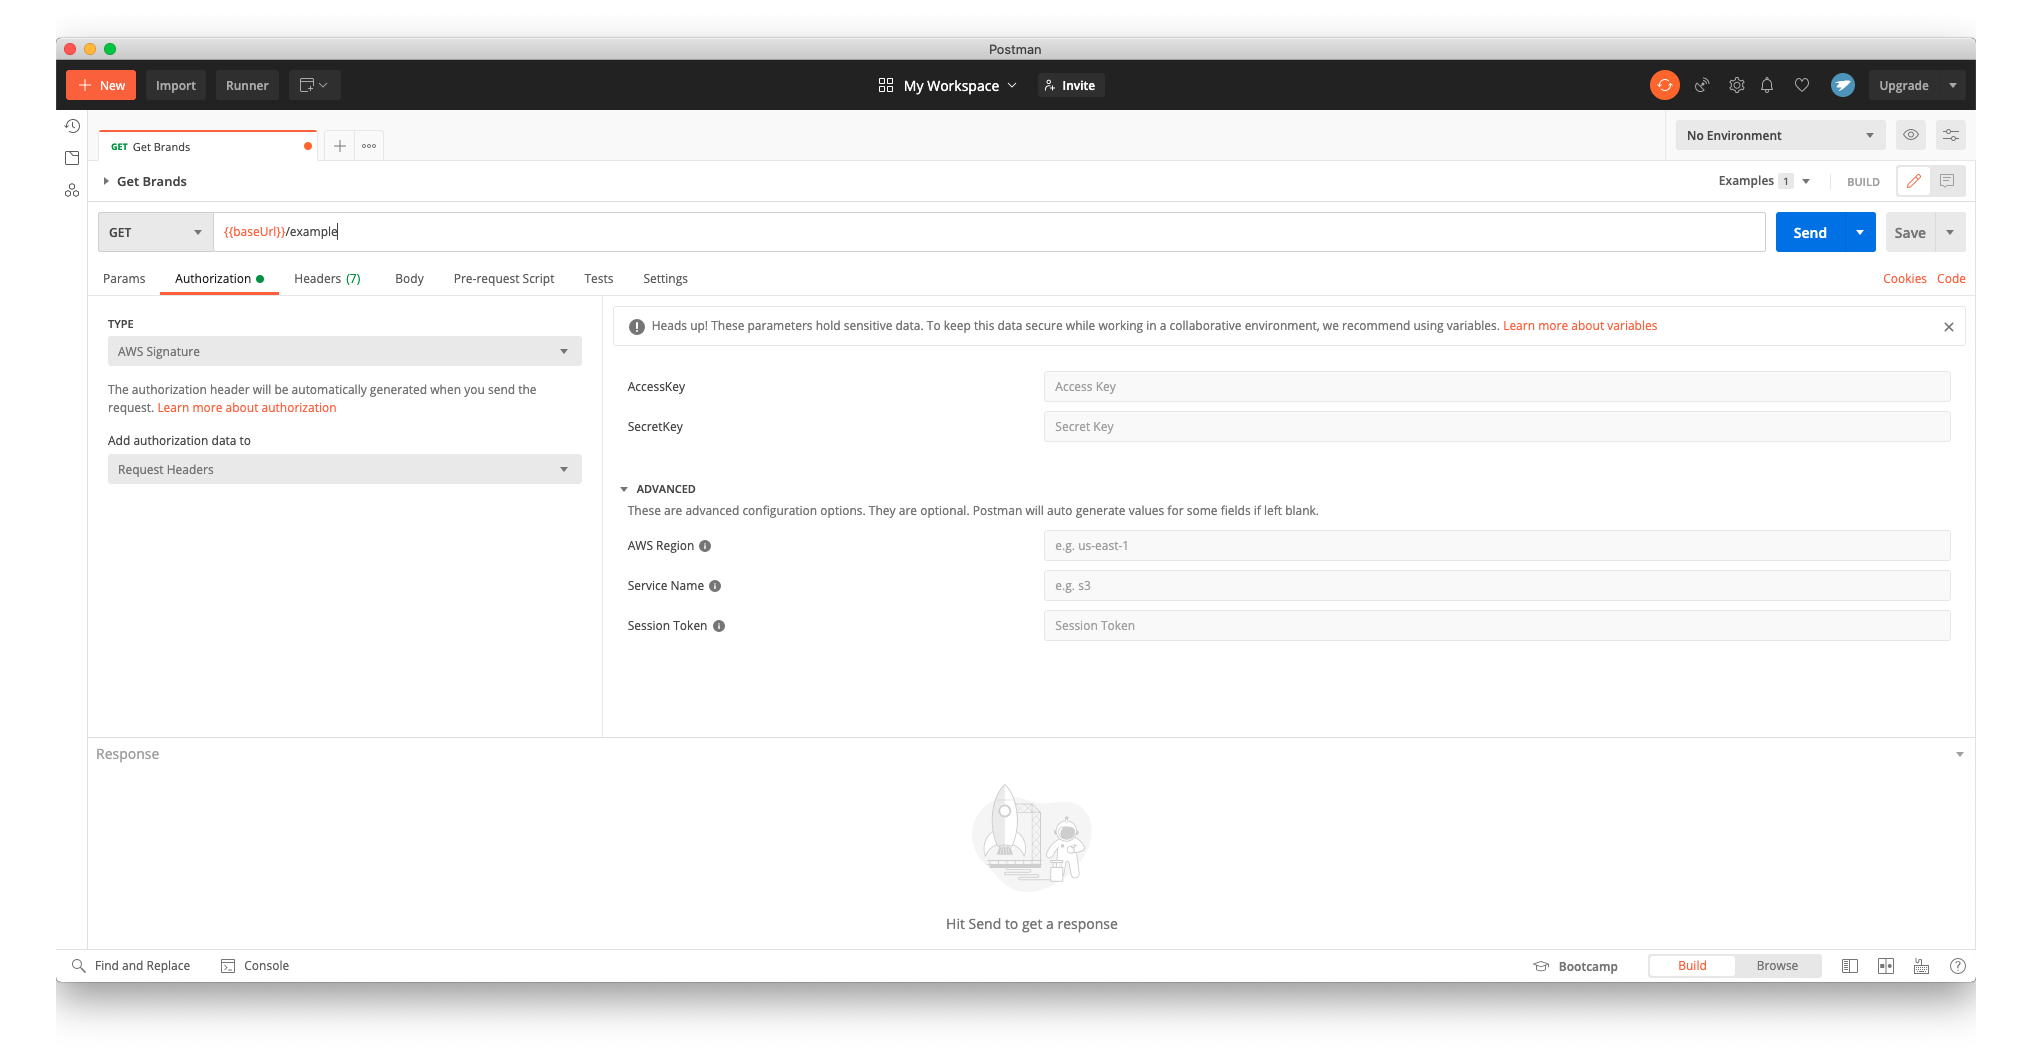 Postman
New
Import
Runner
My Workspace
Invite
Upgrade
GET Get Brands
No Environment
Get Brands
Examples 1
BUILD
GET
{{baseUrl}}/example
Send
Save
Params
Authorization
Headers (7)
Body
Pre-request Script
Tests
Settings
Cookies
Code
TYPE
AWS Signature
The authorization header will be automatically generated when you send the
request. Learn more about authorization
Add authorization data to
Request Headers
Heads up! These parameters hold sensitive data. To keep this data secure while working in a collaborative environment, we recommend using variables. Learn more about variables
AccessKey
Access Key
SecretKey
Secret Key
ADVANCED
These are advanced configuration options. They are optional. Postman will auto generate values for some fields if left blank.
AWS Region
e.g. us-east-1
Service Name
e.g. s3
Session Token
Session Token
Response
Hit Send to get a response
Find and Replace
Console
Bootcamp
Build
Browse